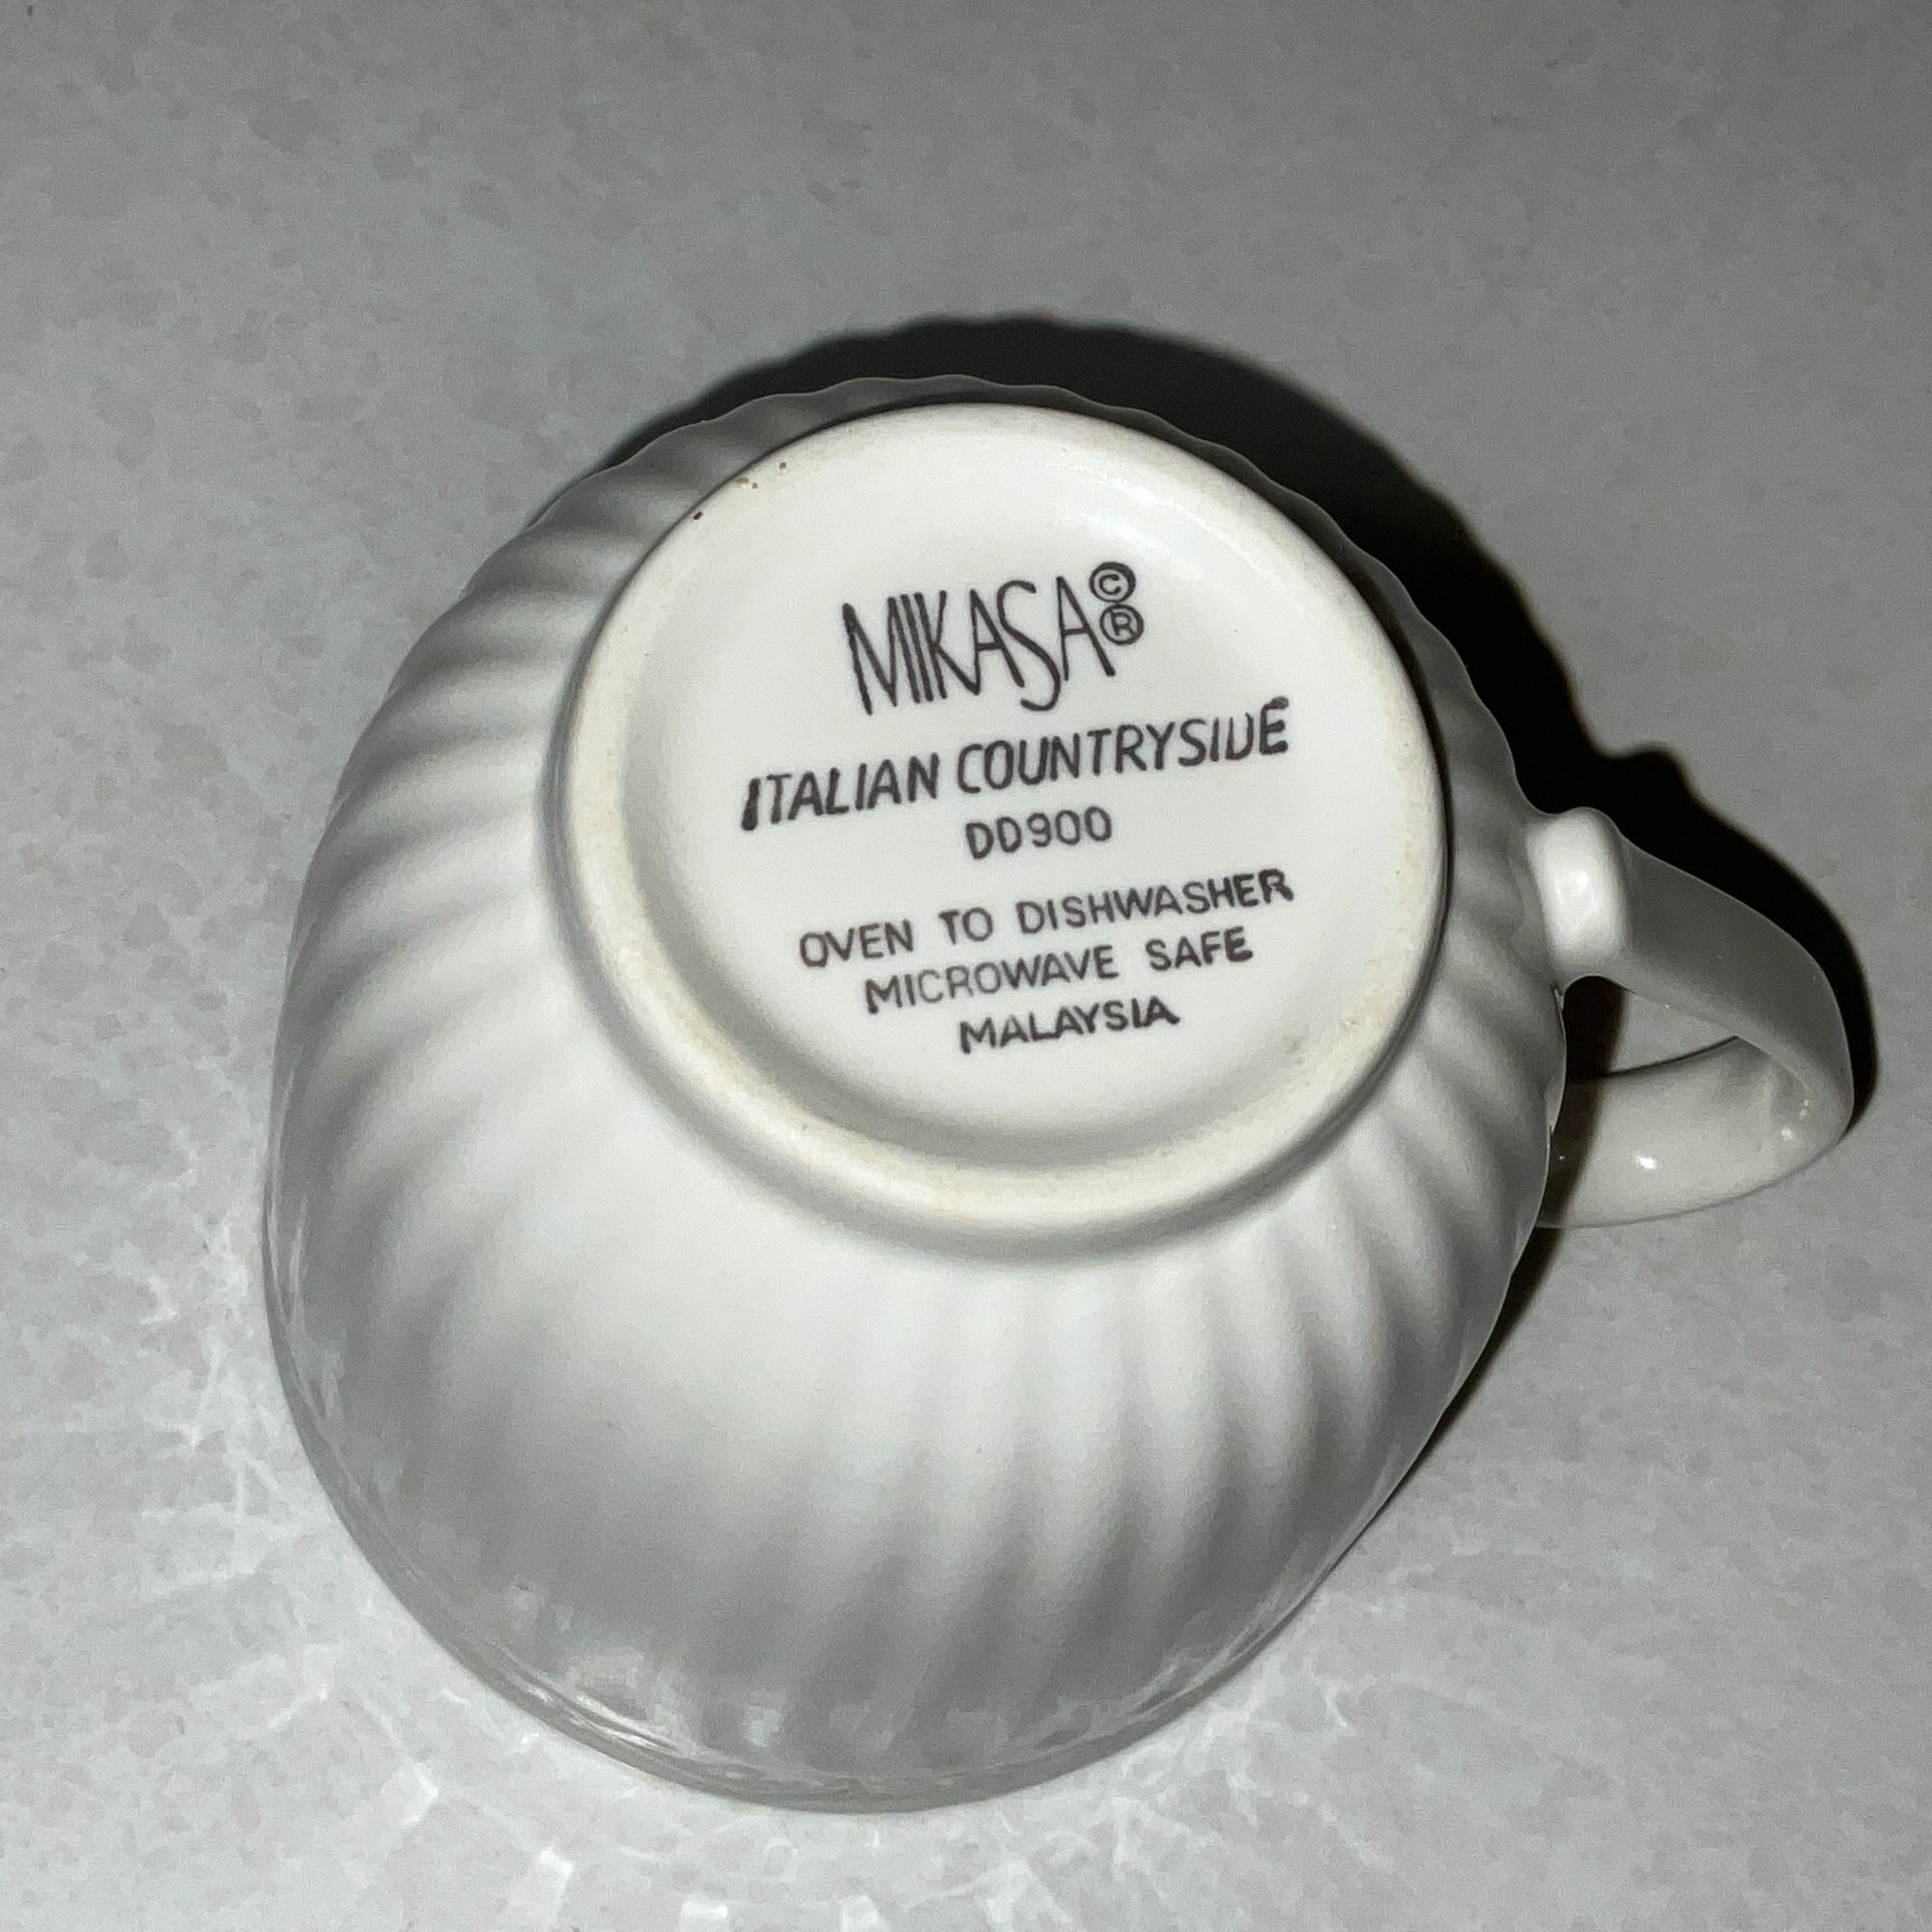 MIKASA©®
ITALIAN COUNTRYSIDE
DD900
OVEN TO DISHWASHER
MICROWAVE SAFE
MALAYSIA